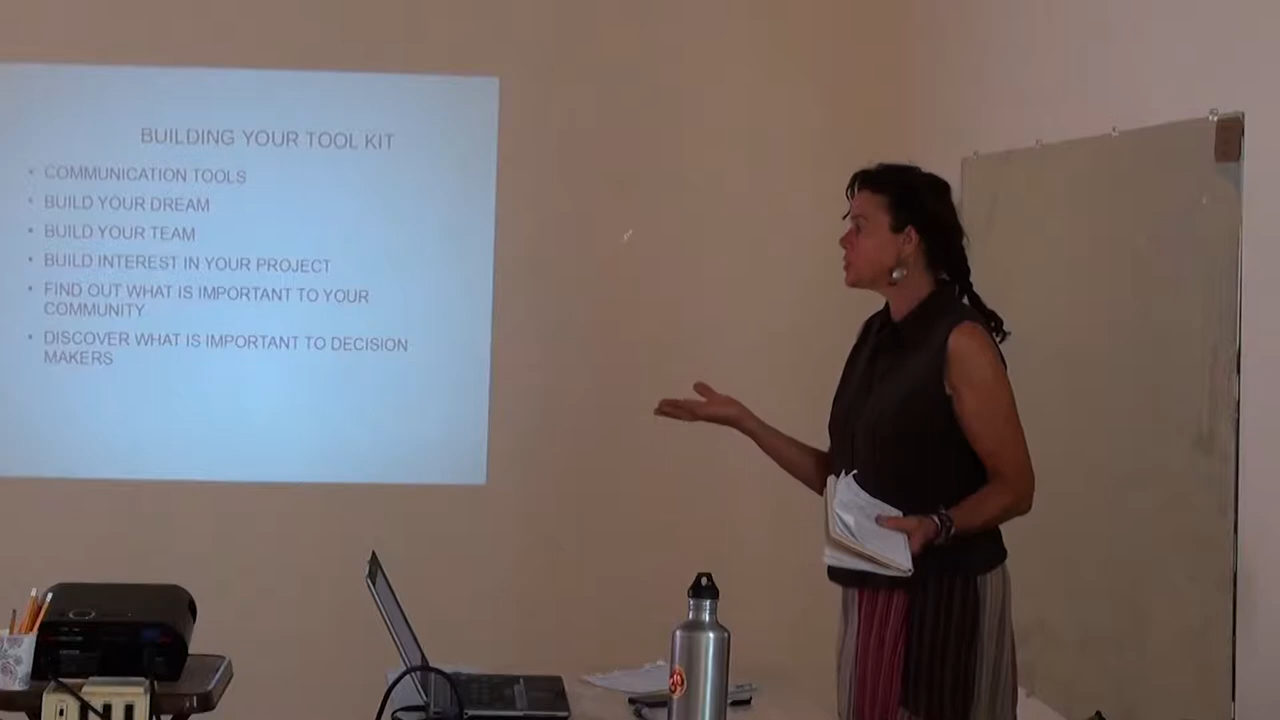 BUILDING YOUR TOOL KIT
• COMMUNICATION TOOLS
• BUILD YOUR DREAM
• BUILD YOUR TEAM
• BUILD INTEREST IN YOUR PROJECT
• FIND OUT WHAT IS IMPORTANT TO YOUR
COMMUNITY
• DISCOVER WHAT IS IMPORTANT TO DECISION
MAKERS